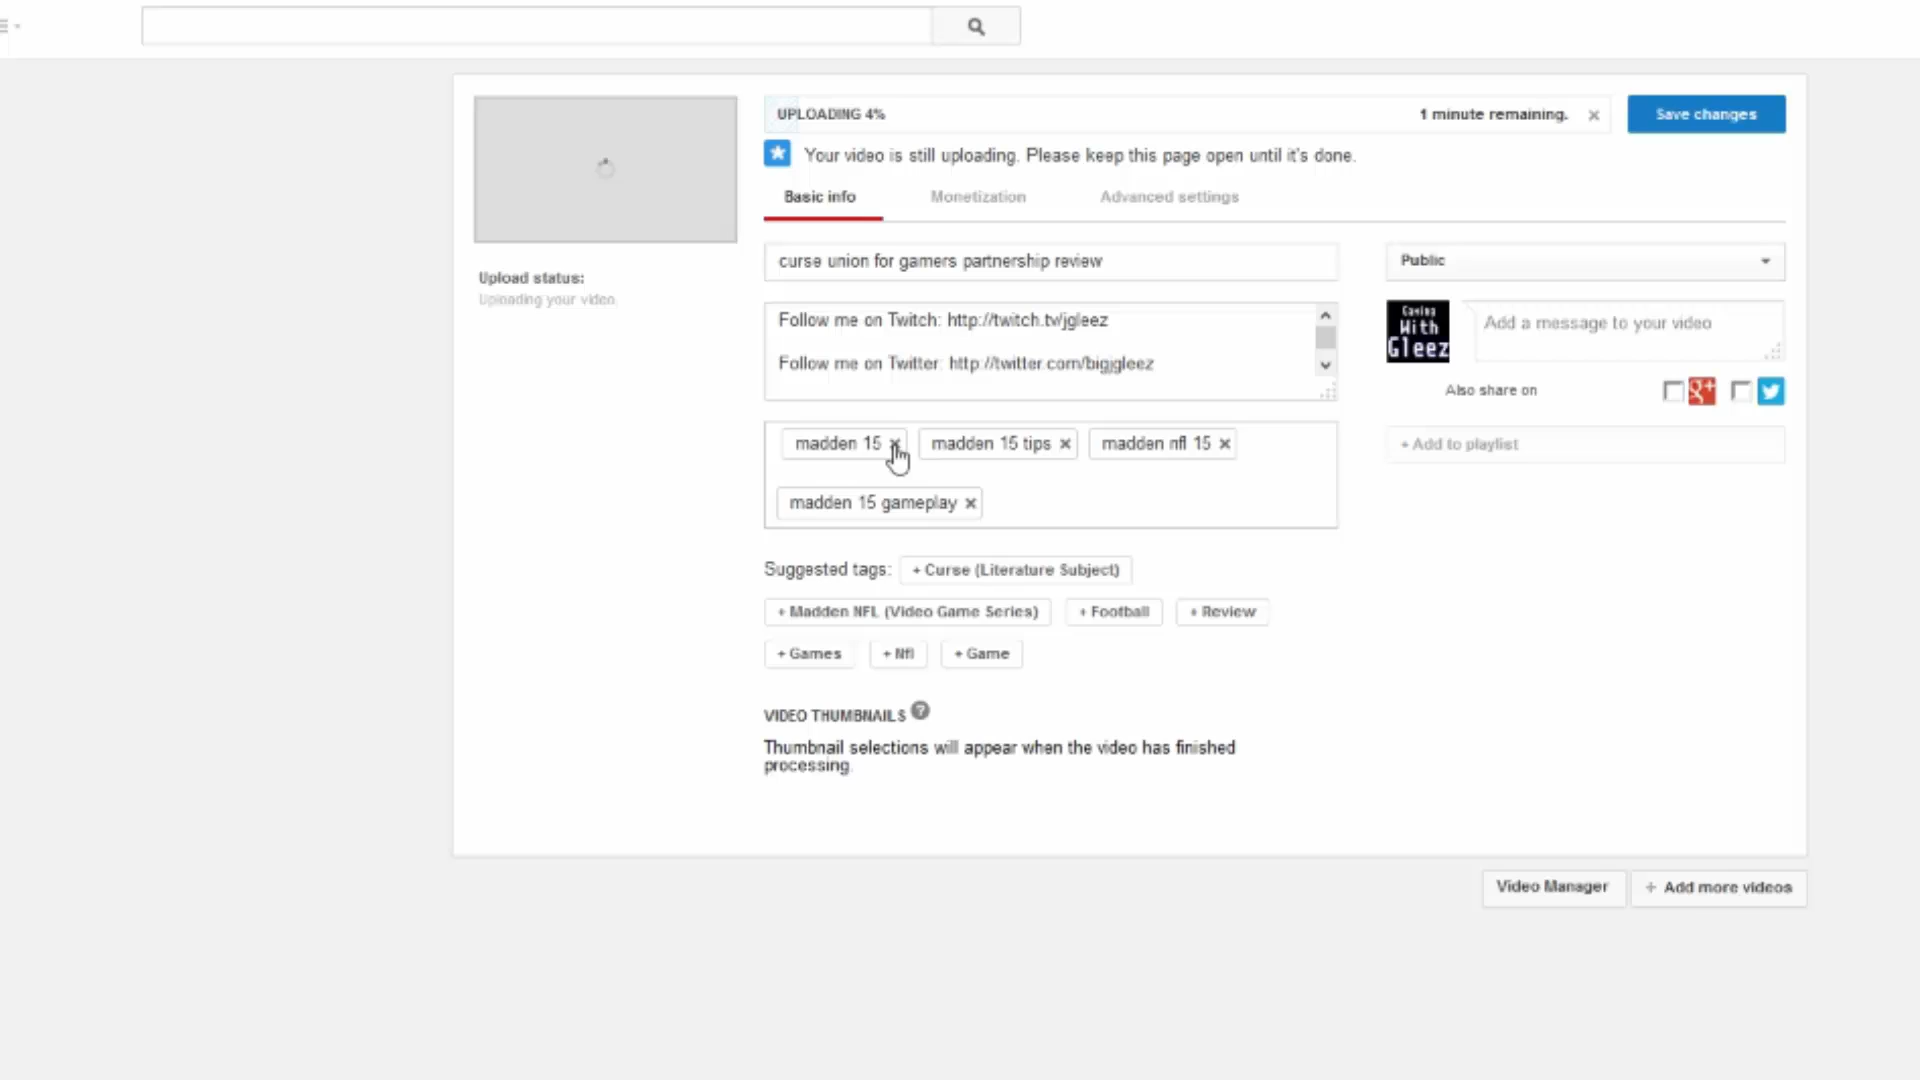 UPLOADING 4%
1 minute remaining.
Save changes
Your video is still uploading. Please keep this page open until it's done.
Basic info
Monetization
Advanced settings
curse union for gamers partnership review
Public
Upload status:
Uploading your video.
Follow me on Twitch: http://twitch.tv/jgleez
Follow me on Twitter: http://twitter.com/bigjgleez
With
Gleez
Add a message to your video
Also share on
g+
madden 15
madden 15 tips
madden nfl 15
+ Add to playlist
madden 15 gameplay
Suggested tags:
+ Curse (Literature Subject)
+ Madden NFL (Video Game Series)
+ Football
+ Review
+ Games
+ Nfl
+ Game
VIDEO THUMBNAILS ?
Thumbnail selections will appear when the video has finished
processing.
Video Manager
+ Add more videos